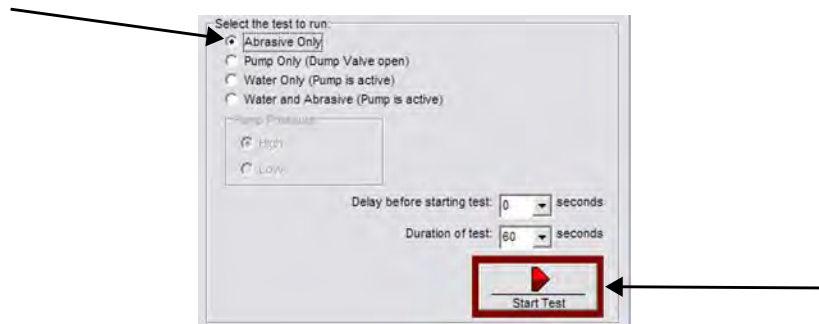 Select the test to run:
Abrasive Only
Pump Only (Dump Valve open)
Water Only (Pump is active)
Water and Abrasive (Pump is active)
Pump Pressure
High
Low
Delay before starting test: 0 seconds
Duration of test: 60 seconds
Start Test